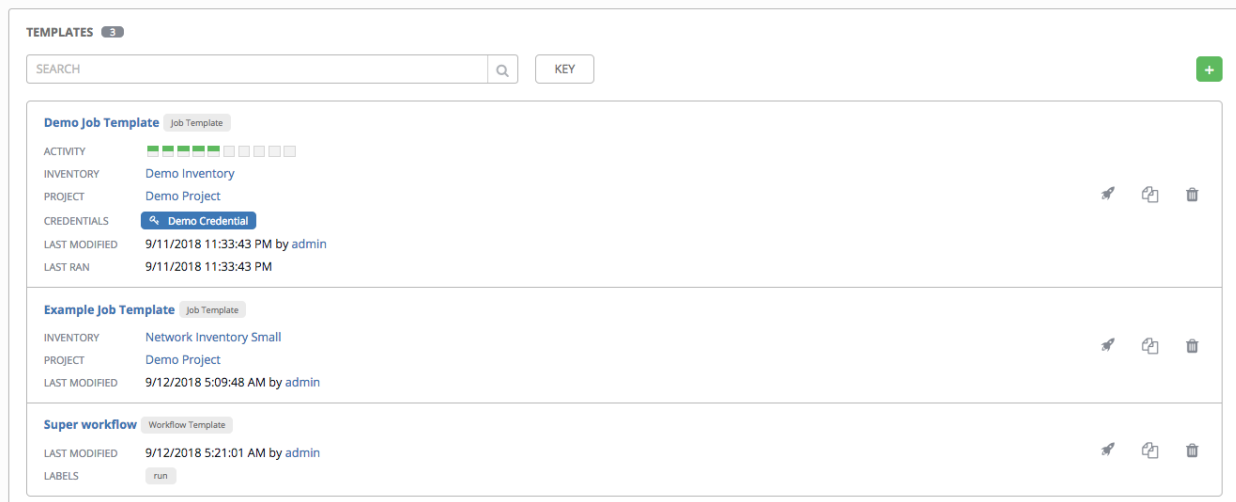 TEMPLATES 3
SEARCH KEY +
Demo Job Template Job Template
ACTIVITY
INVENTORY Demo Inventory
PROJECT Demo Project
CREDENTIALS Demo Credential
LAST MODIFIED 9/11/2018 11:33:43 PM by admin
LAST RAN 9/11/2018 11:33:43 PM
Example Job Template Job Template
INVENTORY Network Inventory Small
PROJECT Demo Project
LAST MODIFIED 9/12/2018 5:09:48 AM by admin
Super workflow Workflow Template
LAST MODIFIED 9/12/2018 5:21:01 AM by admin
LABELS run